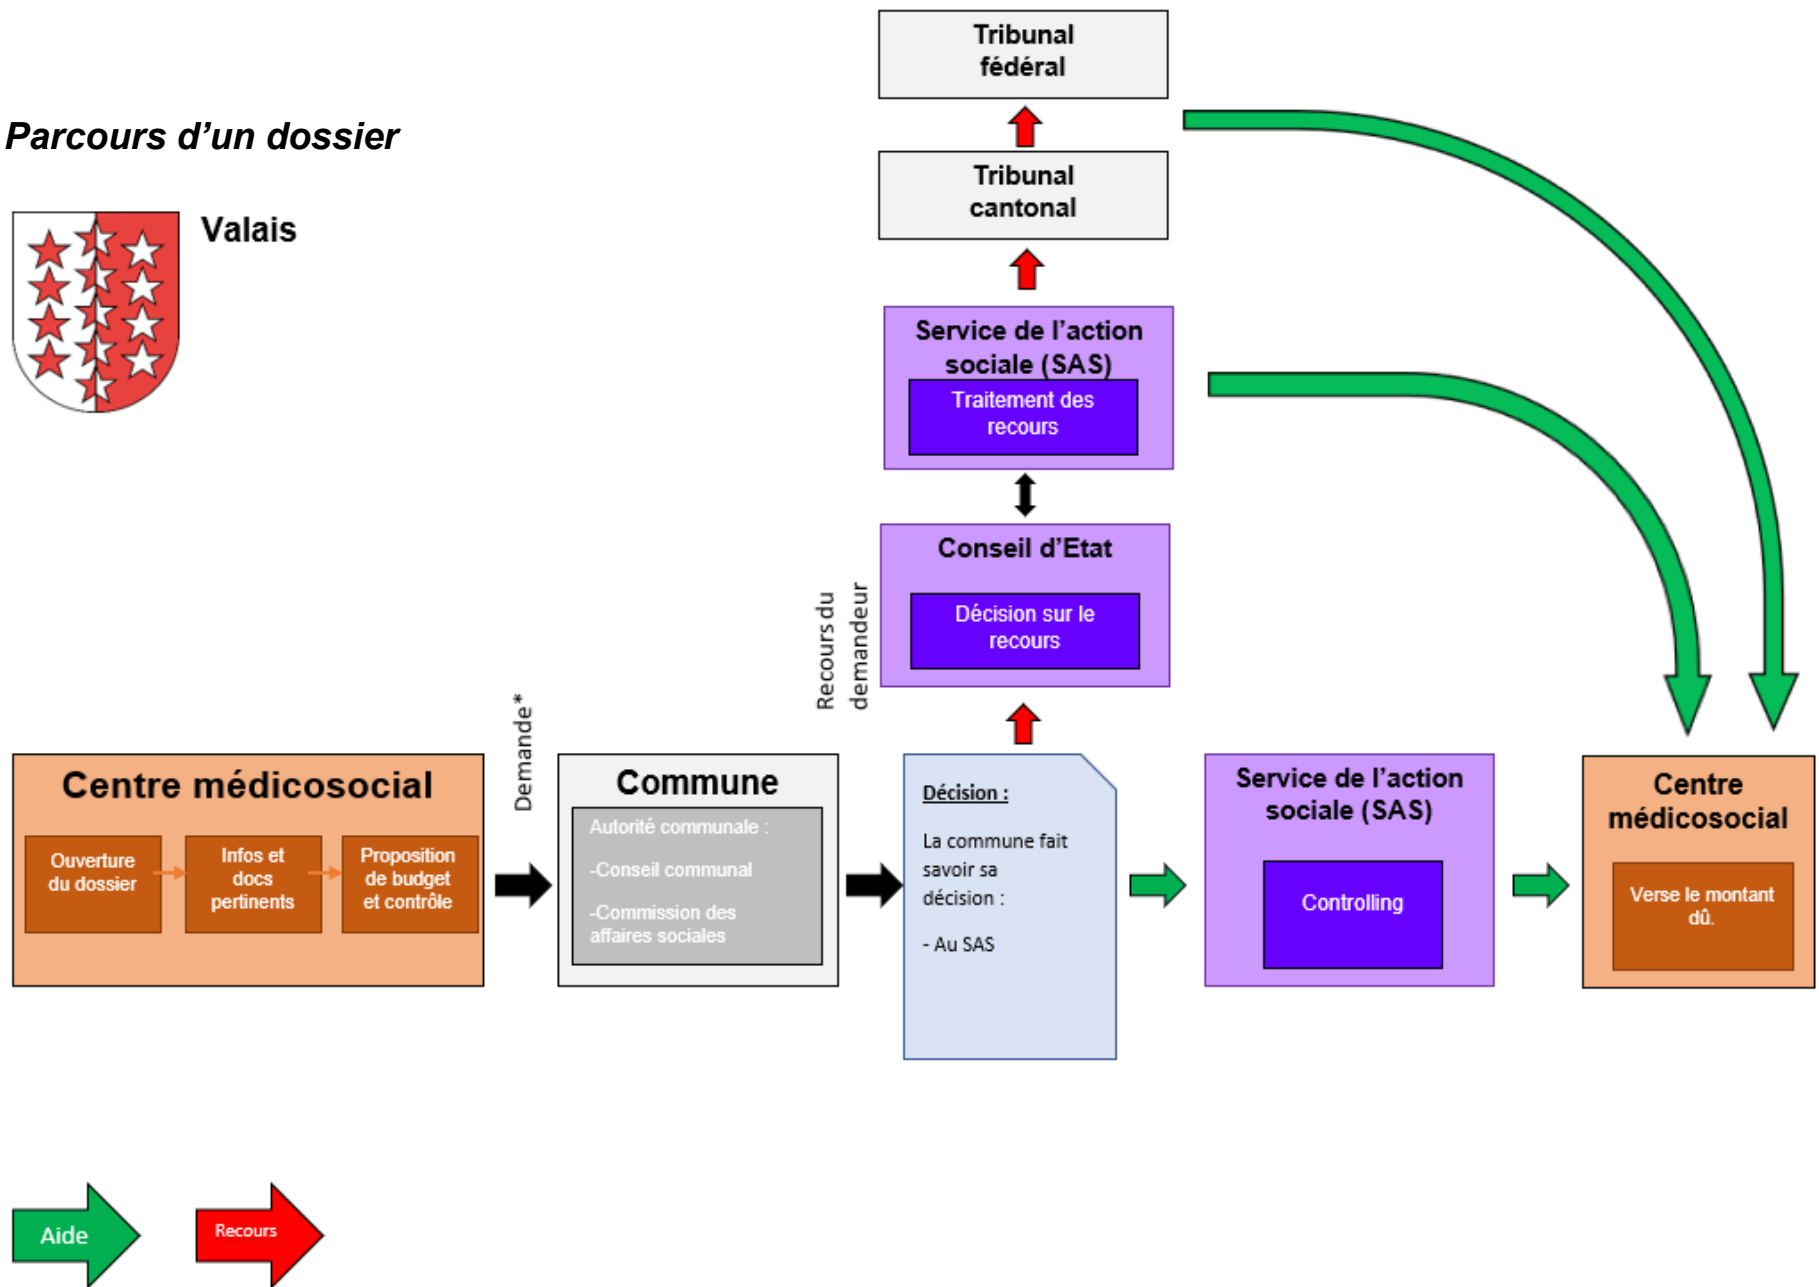 Parcours d'un dossier
Valais
Tribunal
fédéral
Tribunal
cantonal
Service de l'action
sociale (SAS)
Traitement des
recours
Conseil d'Etat
Décision sur le
recours
Recours du
demandeur
Demande*
Centre médicosocial
Ouverture
du dossier
Infos et
docs
pertinents
Proposition
de budget
et contrôle
Commune
Autorité communale :
-Conseil communal
-Commission des
affaires sociales
Décision :
La commune fait
savoir sa
décision :
- Au SAS
Service de l'action
sociale (SAS)
Controlling
Centre
médicosocial
Verse le montant
dû.
Aide
Recours